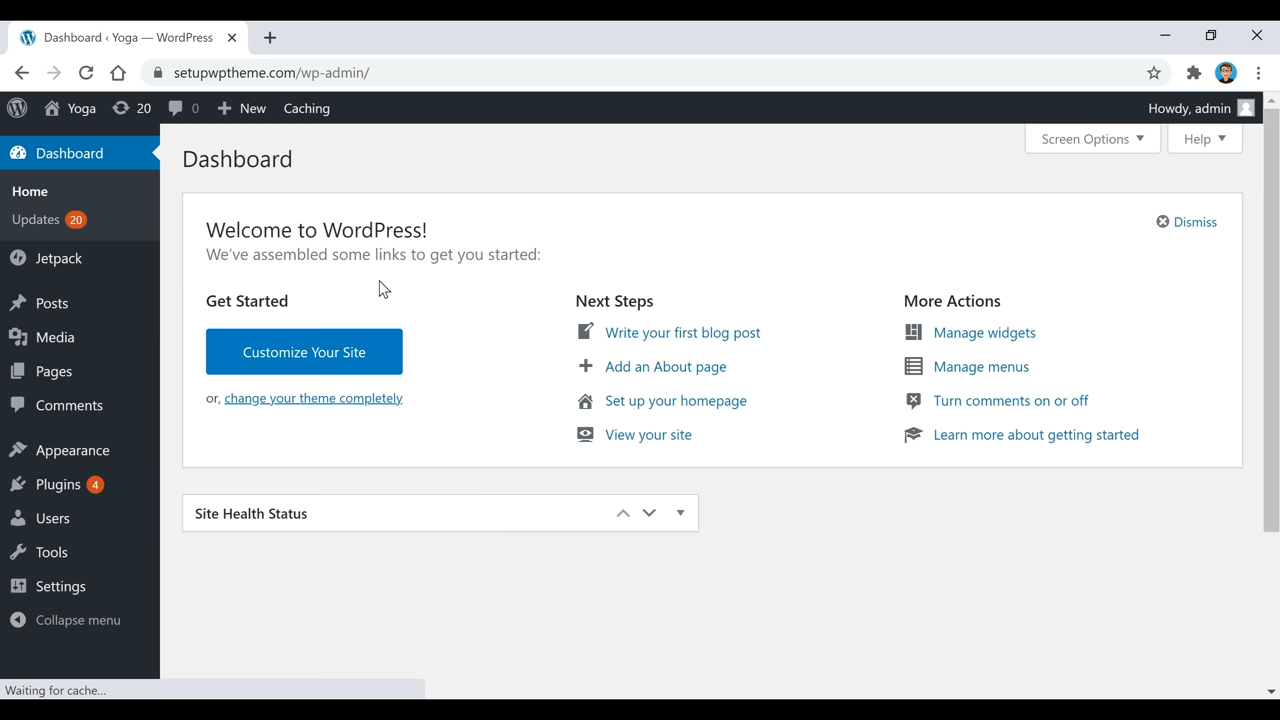 Dashboard ‹ Yoga — WordPress
setupwptheme.com/wp-admin/
Yoga 20 0 New Caching Howdy, admin
Dashboard
Home
Updates 20
Jetpack
Posts
Media
Pages
Comments
Appearance
Plugins 4
Users
Tools
Settings
Collapse menu
Screen Options Help
Dashboard
Welcome to WordPress!
We've assembled some links to get you started:
Dismiss
Get Started
Customize Your Site
or, change your theme completely
Next Steps
Write your first blog post
Add an About page
Set up your homepage
View your site
More Actions
Manage widgets
Manage menus
Turn comments on or off
Learn more about getting started
Site Health Status
Waiting for cache...